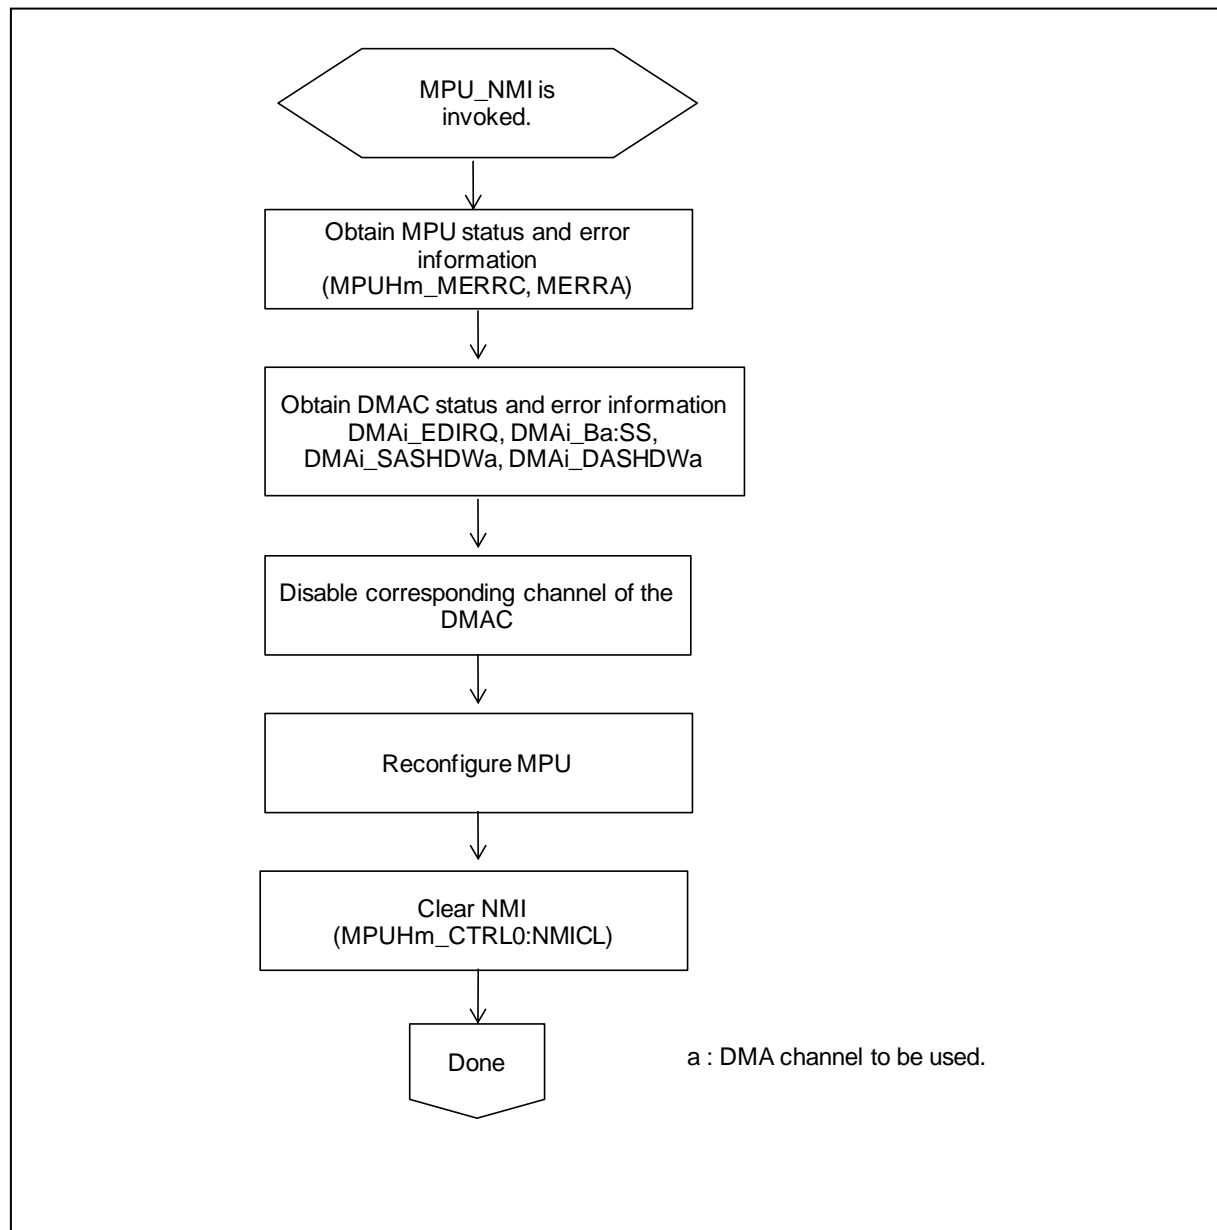 MPU_NMI is
invoked.
Obtain MPU status and error
information
(MPUHm_MERRC, MERRA)
Obtain DMAC status and error information
DMAi_EDIRQ, DMAi_Ba:SS,
DMAi_SASHDWa, DMAi_DASHDWa
Disable corresponding channel of the
DMAC
Reconfigure MPU
Clear NMI
(MPUHm_CTRL0:NMICL)
Done
a : DMA channel to be used.